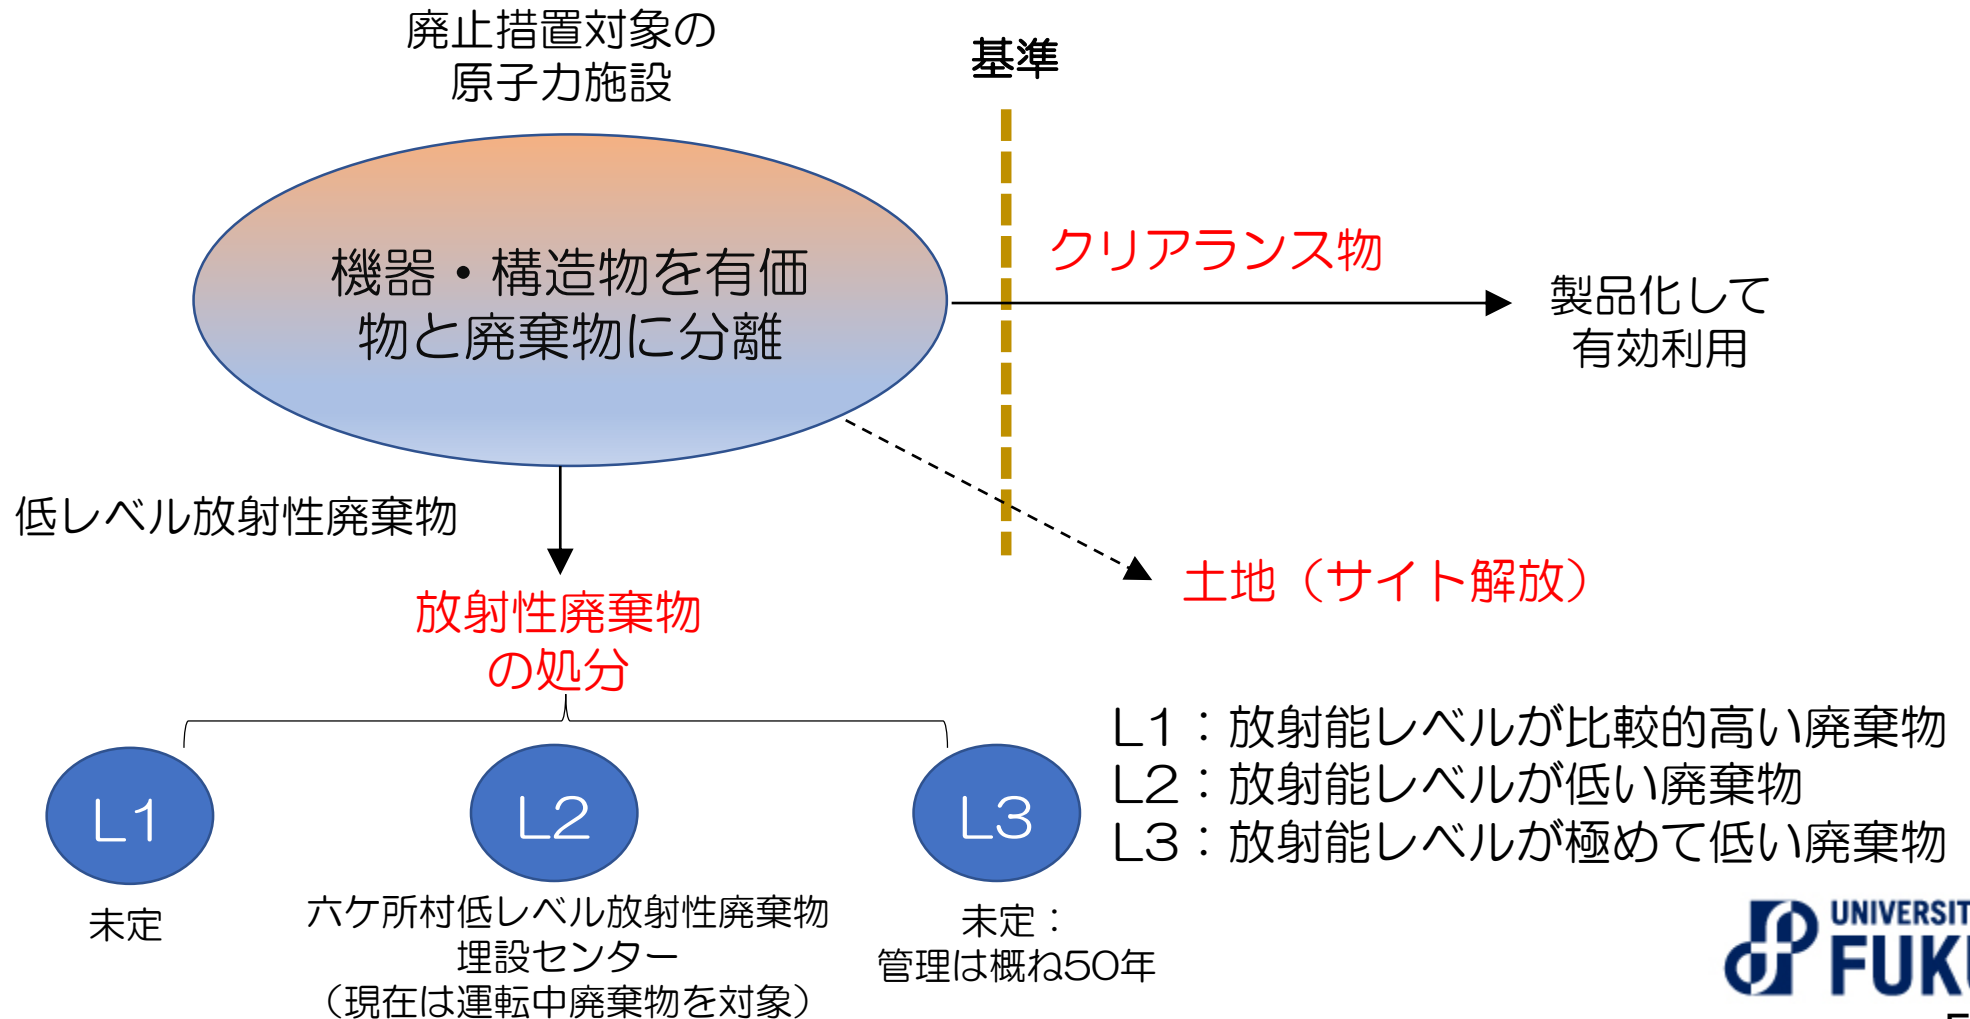 廃止措置対象の
原子力施設
基準
機器・構造物を有価
物と廃棄物に分離
クリアランス物
製品化して
有効利用
低レベル放射性廃棄物
土地（サイト解放）
放射性廃棄物
の処分
L1：放射能レベルが比較的高い廃棄物
L2：放射能レベルが低い廃棄物
L3：放射能レベルが極めて低い廃棄物
L1
L2
L3
未定
六ケ所村低レベル放射性廃棄物
埋設センター
（現在は運転中廃棄物を対象）
未定：
管理は概ね50年